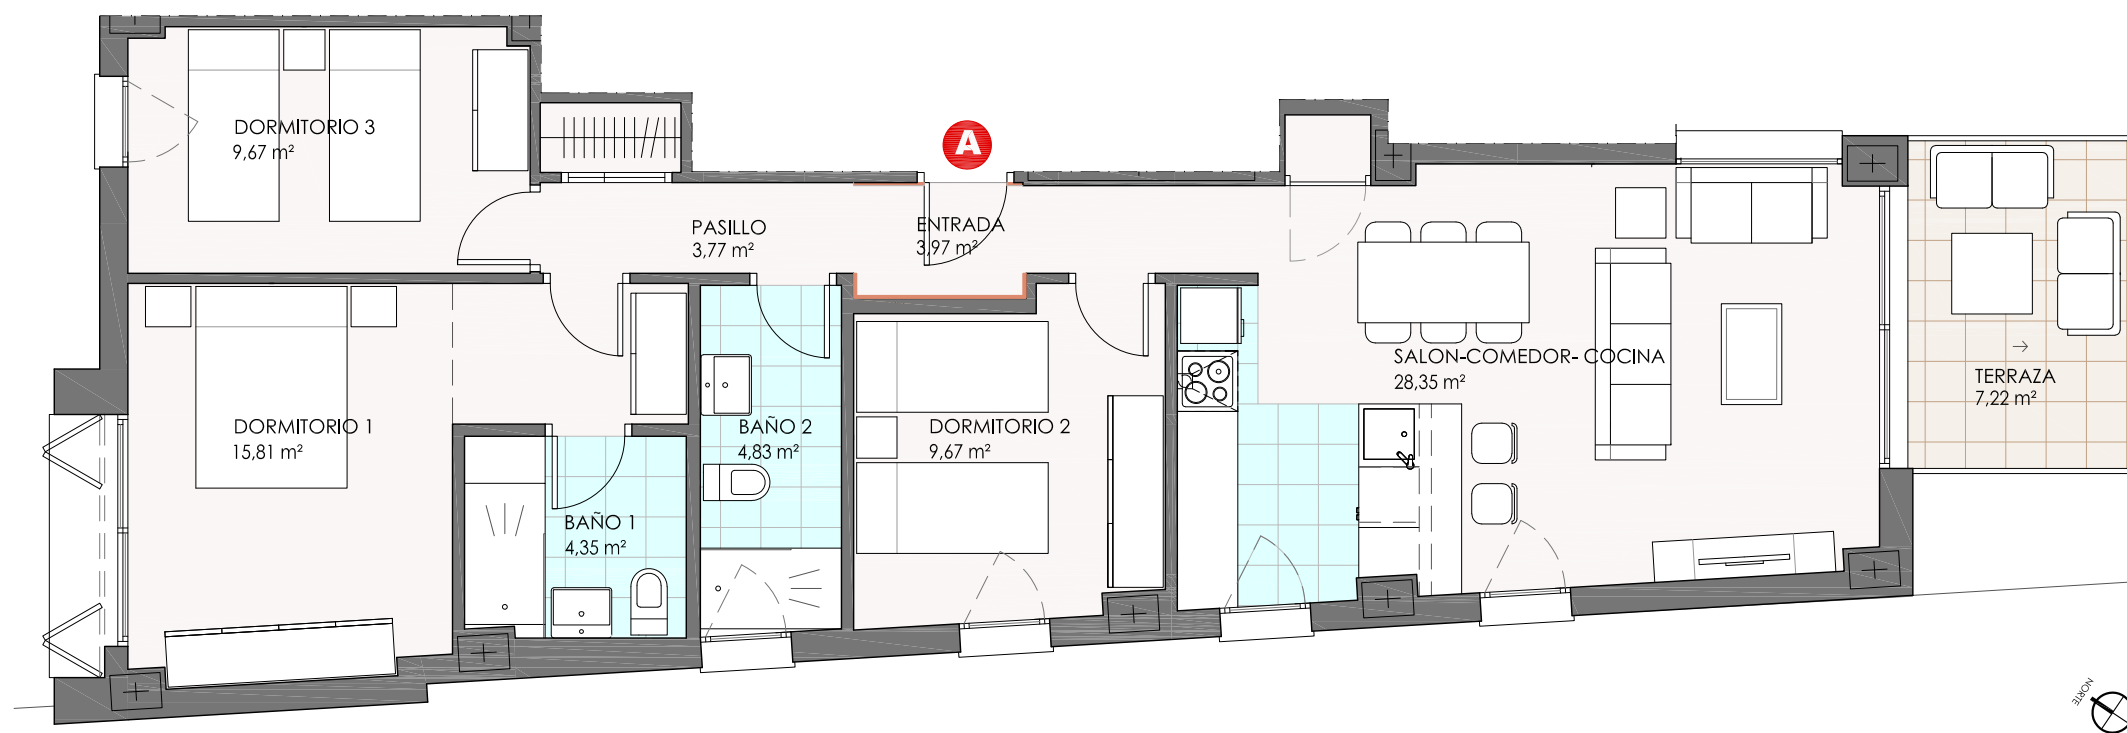 A
DORMITORIO 3
9,67 m²
PASILLO
3,77 m²
ENTRADA
3,97 m²
SALON-COMEDOR- COCINA
28,35 m²
TERRAZA
7,22 m²
DORMITORIO 1
15,81 m²
BAÑO 2
4,83 m²
DORMITORIO 2
9,67 m²
BAÑO 1
4,35 m²
NORTE